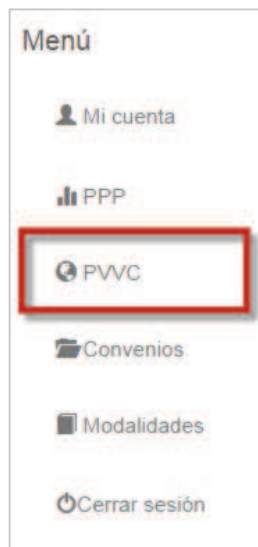 Menú
Mi cuenta
PPP
PVVC
Convenios
Modalidades
Cerrar sesión